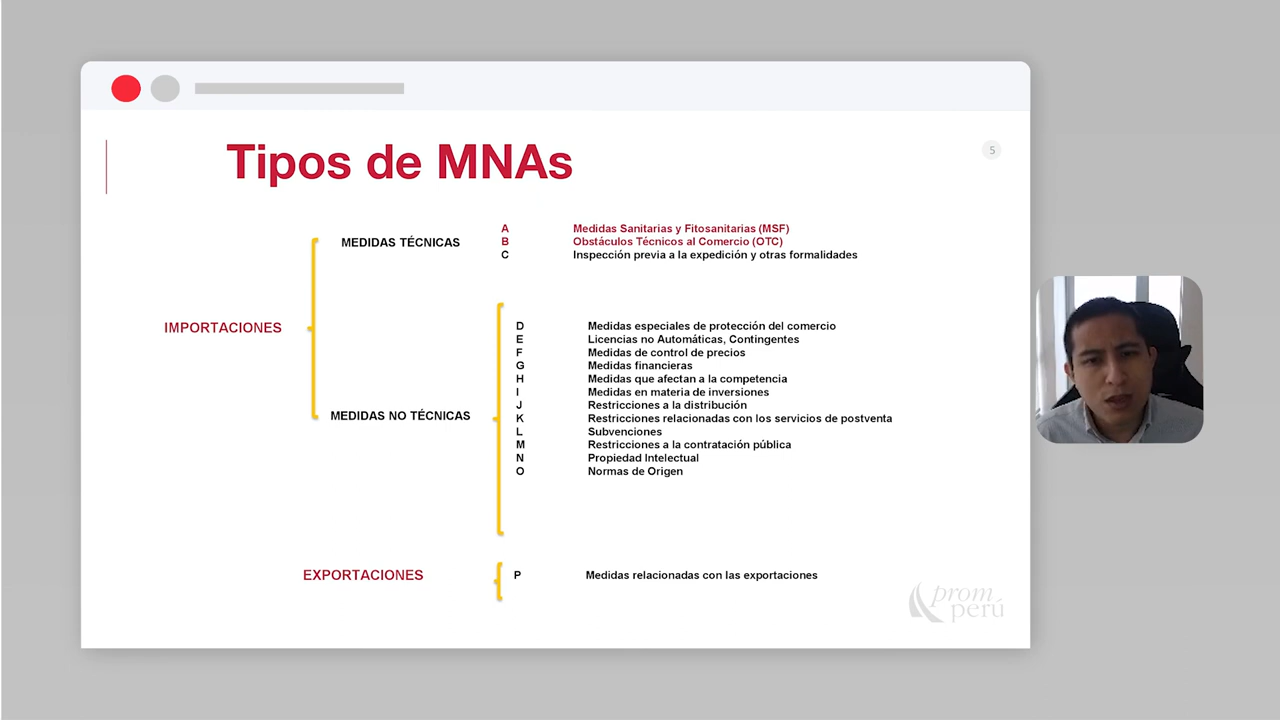 Tipos de MNAs
5
MEDIDAS TÉCNICAS
A Medidas Sanitarias y Fitosanitarias (MSF)
B Obstáculos Técnicos al Comercio (OTC)
C Inspección previa a la expedición y otras formalidades
IMPORTACIONES
MEDIDAS NO TÉCNICAS
D Medidas especiales de protección del comercio
E Licencias no Automáticas, Contingentes
F Medidas de control de precios
G Medidas financieras
H Medidas que afectan a la competencia
I Medidas en materia de inversiones
J Restricciones a la distribución
K Restricciones relacionadas con los servicios de postventa
L Subvenciones
M Restricciones a la contratación pública
N Propiedad Intelectual
O Normas de Origen
EXPORTACIONES
P Medidas relacionadas con las exportaciones
prom
perú